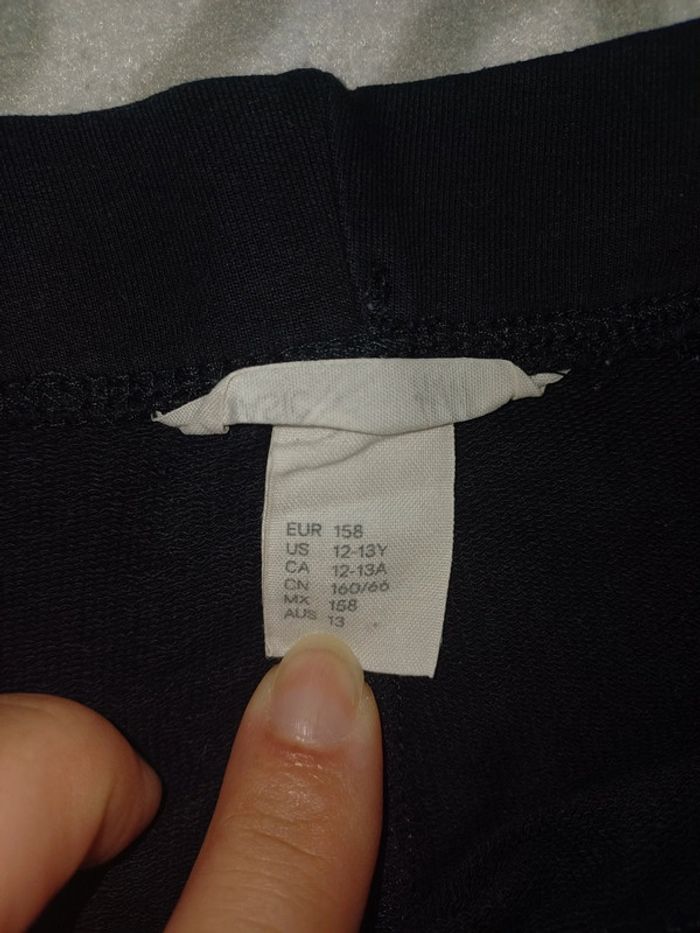 EUR 158
US 12-13Y
CA 12-13A
CN 160/66
MX 158
AUS 13